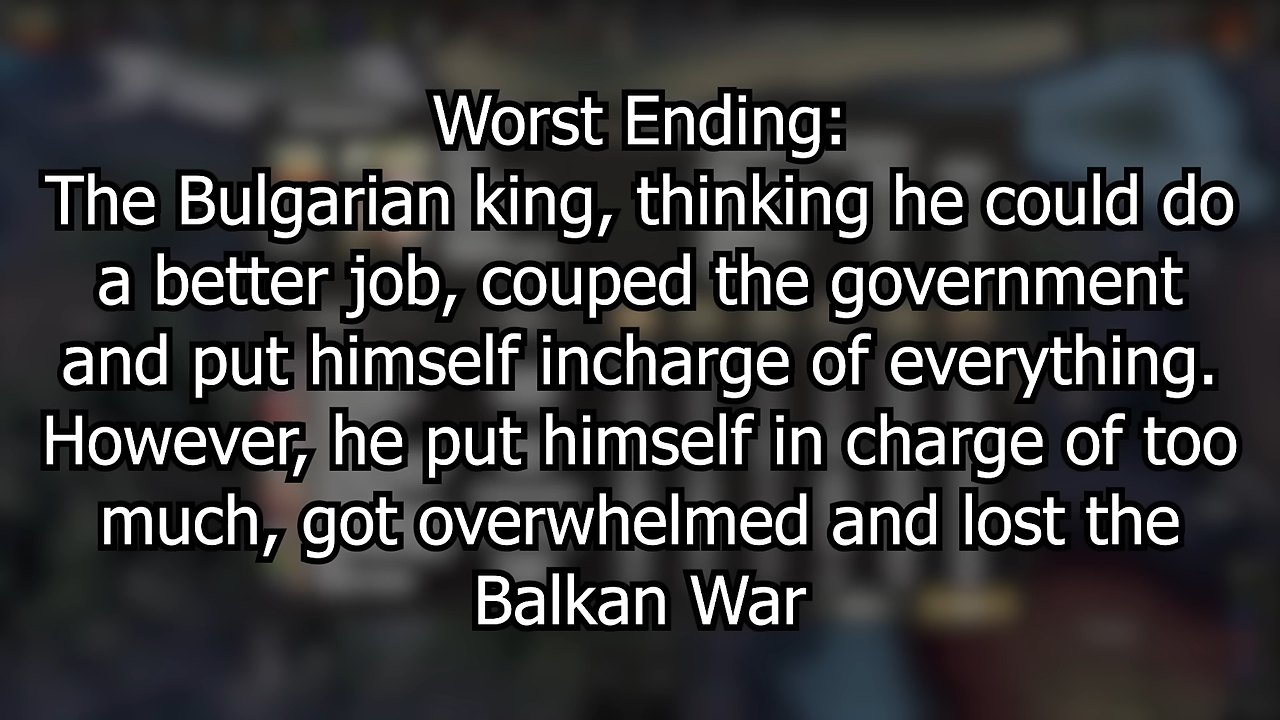 Worst Ending:
The Bulgarian king, thinking he could do
a better job, couped the government
and put himself incharge of everything.
However, he put himself in charge of too
much, got overwhelmed and lost the
Balkan War